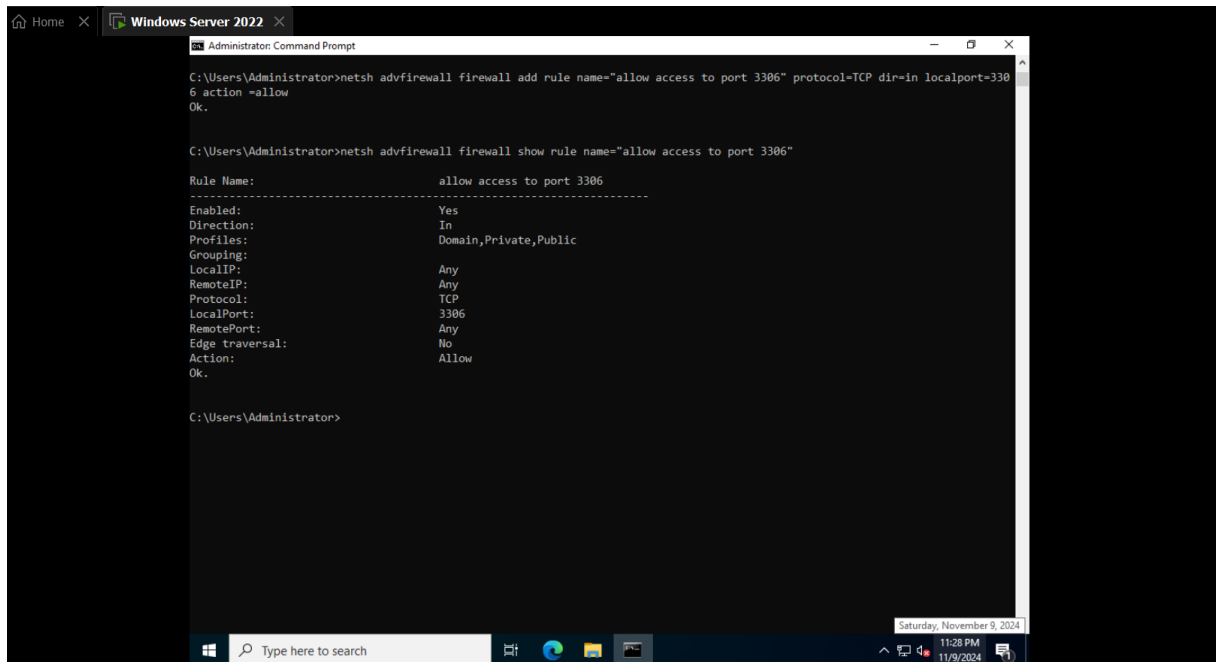 Home
Windows Server 2022
Administrator: Command Prompt
C:\Users\Administrator>netsh advfirewall firewall add rule name="allow access to port 3306" protocol=TCP dir=in localport=330
6 action =allow
Ok.
C:\Users\Administrator>netsh advfirewall firewall show rule name="allow access to port 3306"
Rule Name: allow access to port 3306
----------------------------------------------------------------------
Enabled: Yes
Direction: In
Profiles: Domain,Private,Public
Grouping:
LocalIP: Any
RemoteIP: Any
Protocol: TCP
LocalPort: 3306
RemotePort: Any
Edge traversal: No
Action: Allow
Ok.
C:\Users\Administrator>
Saturday, November 9, 2024
Type here to search
11:28 PM
11/9/2024
1